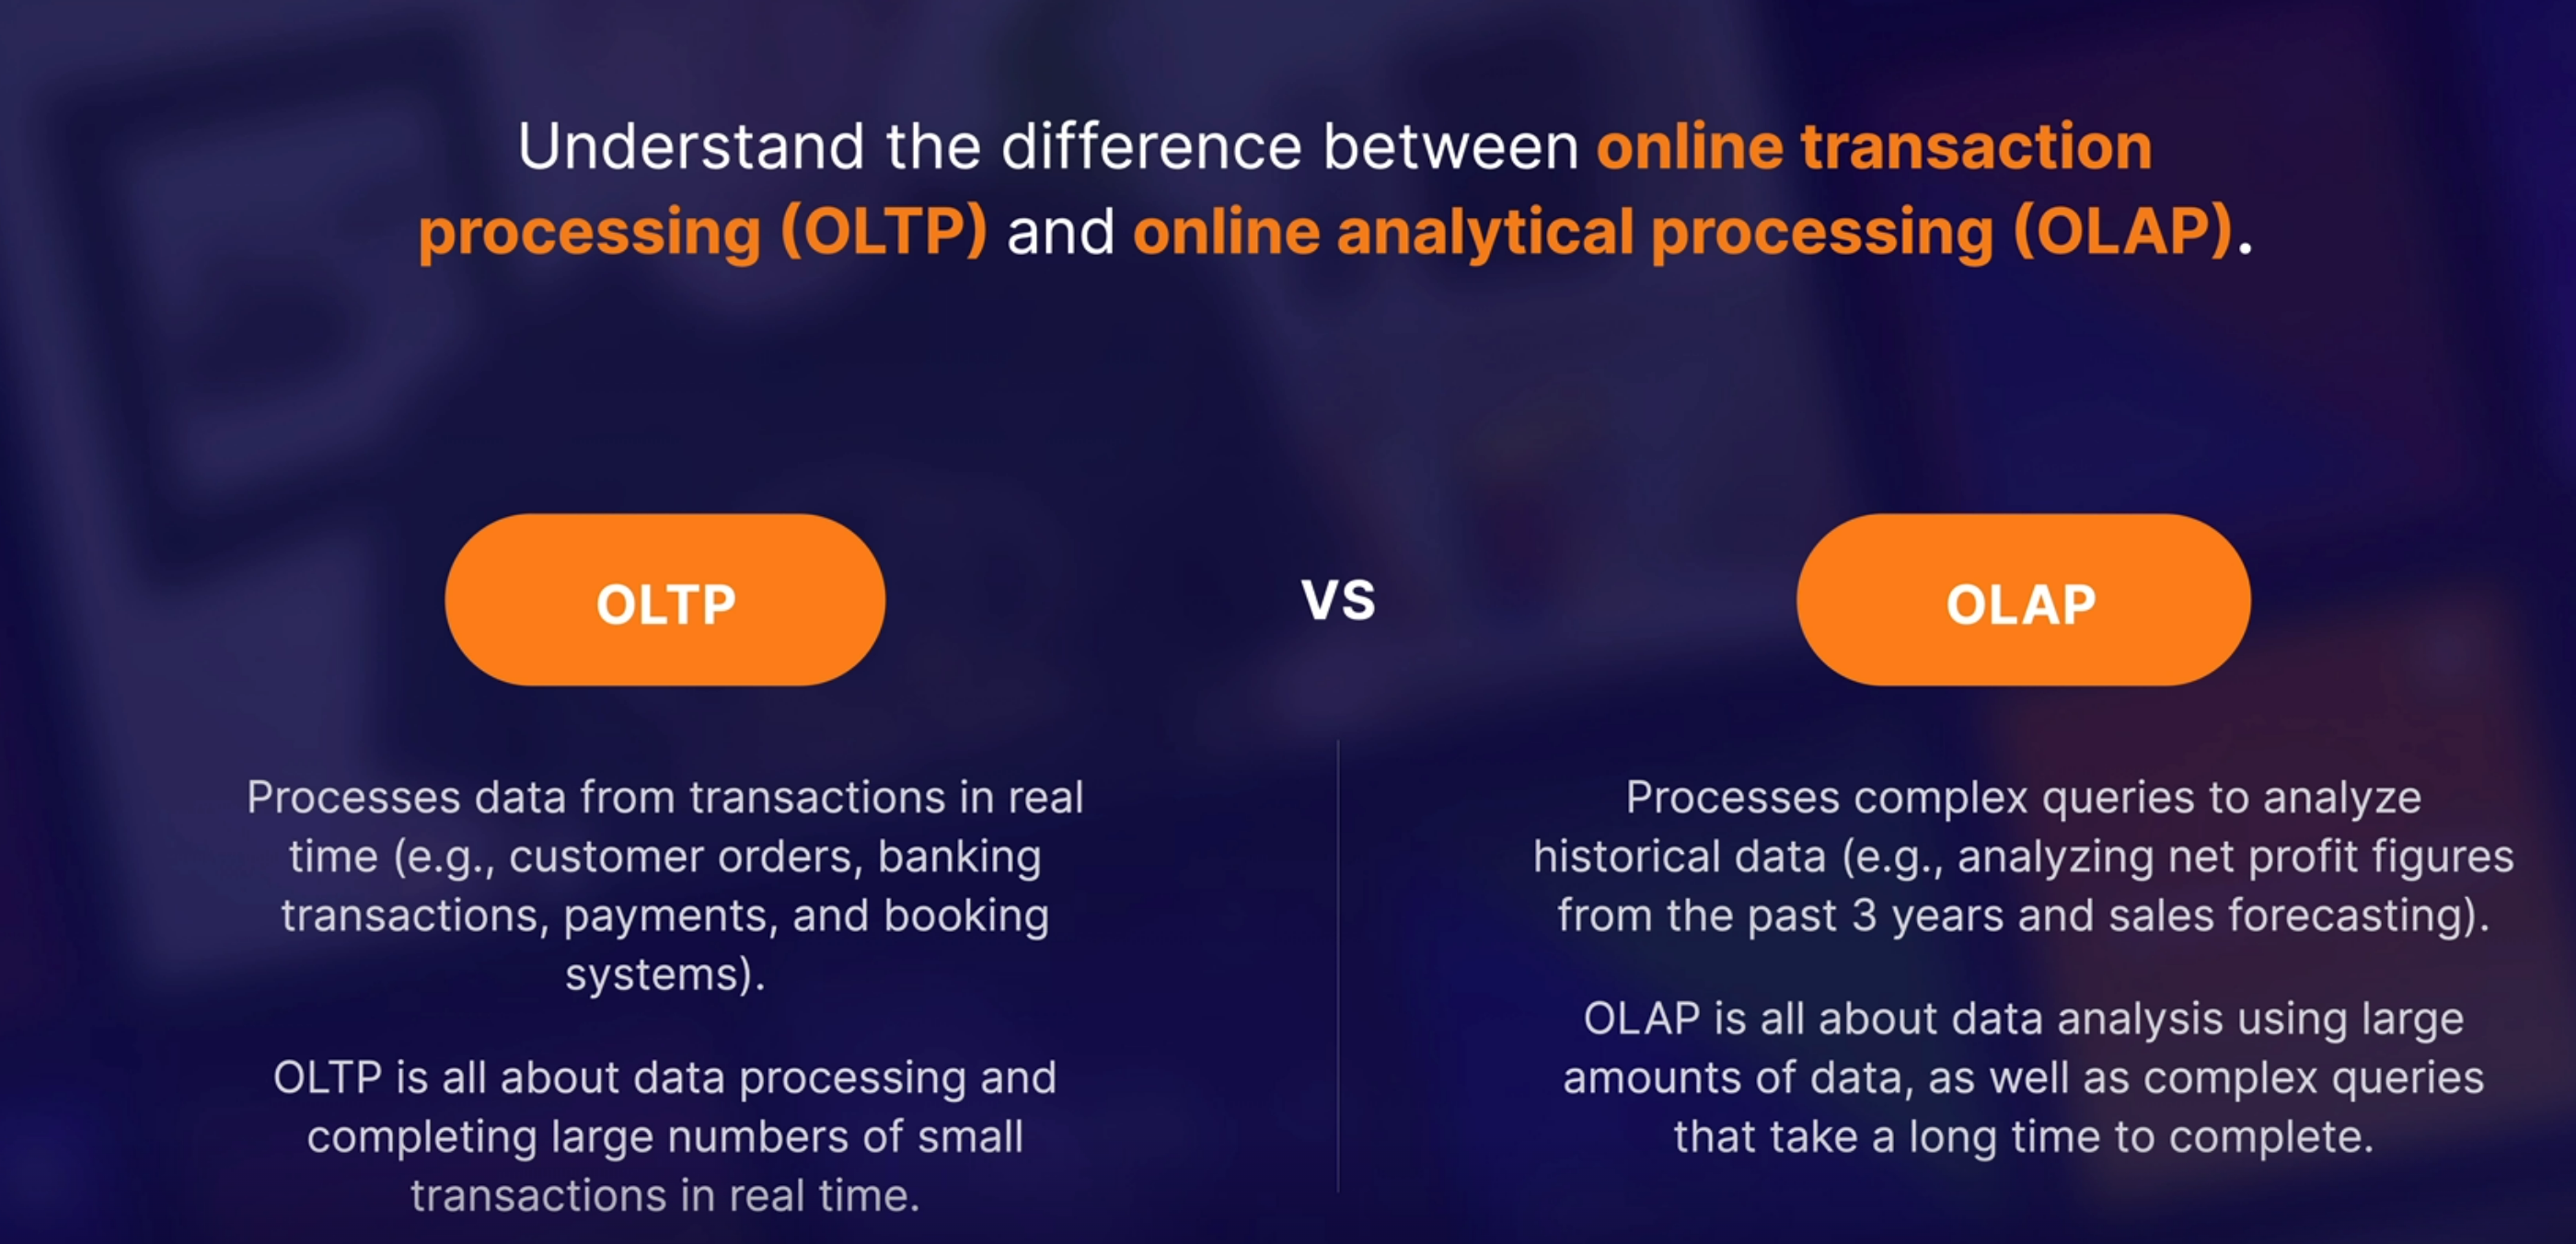 Understand the difference between online transaction
processing (OLTP) and online analytical processing (OLAP).
OLTP
VS
OLAP
Processes data from transactions in real
time (e.g., customer orders, banking
transactions, payments, and booking
systems).
OLTP is all about data processing and
completing large numbers of small
transactions in real time.
Processes complex queries to analyze
historical data (e.g., analyzing net profit figures
from the past 3 years and sales forecasting).
OLAP is all about data analysis using large
amounts of data, as well as complex queries
that take a long time to complete.